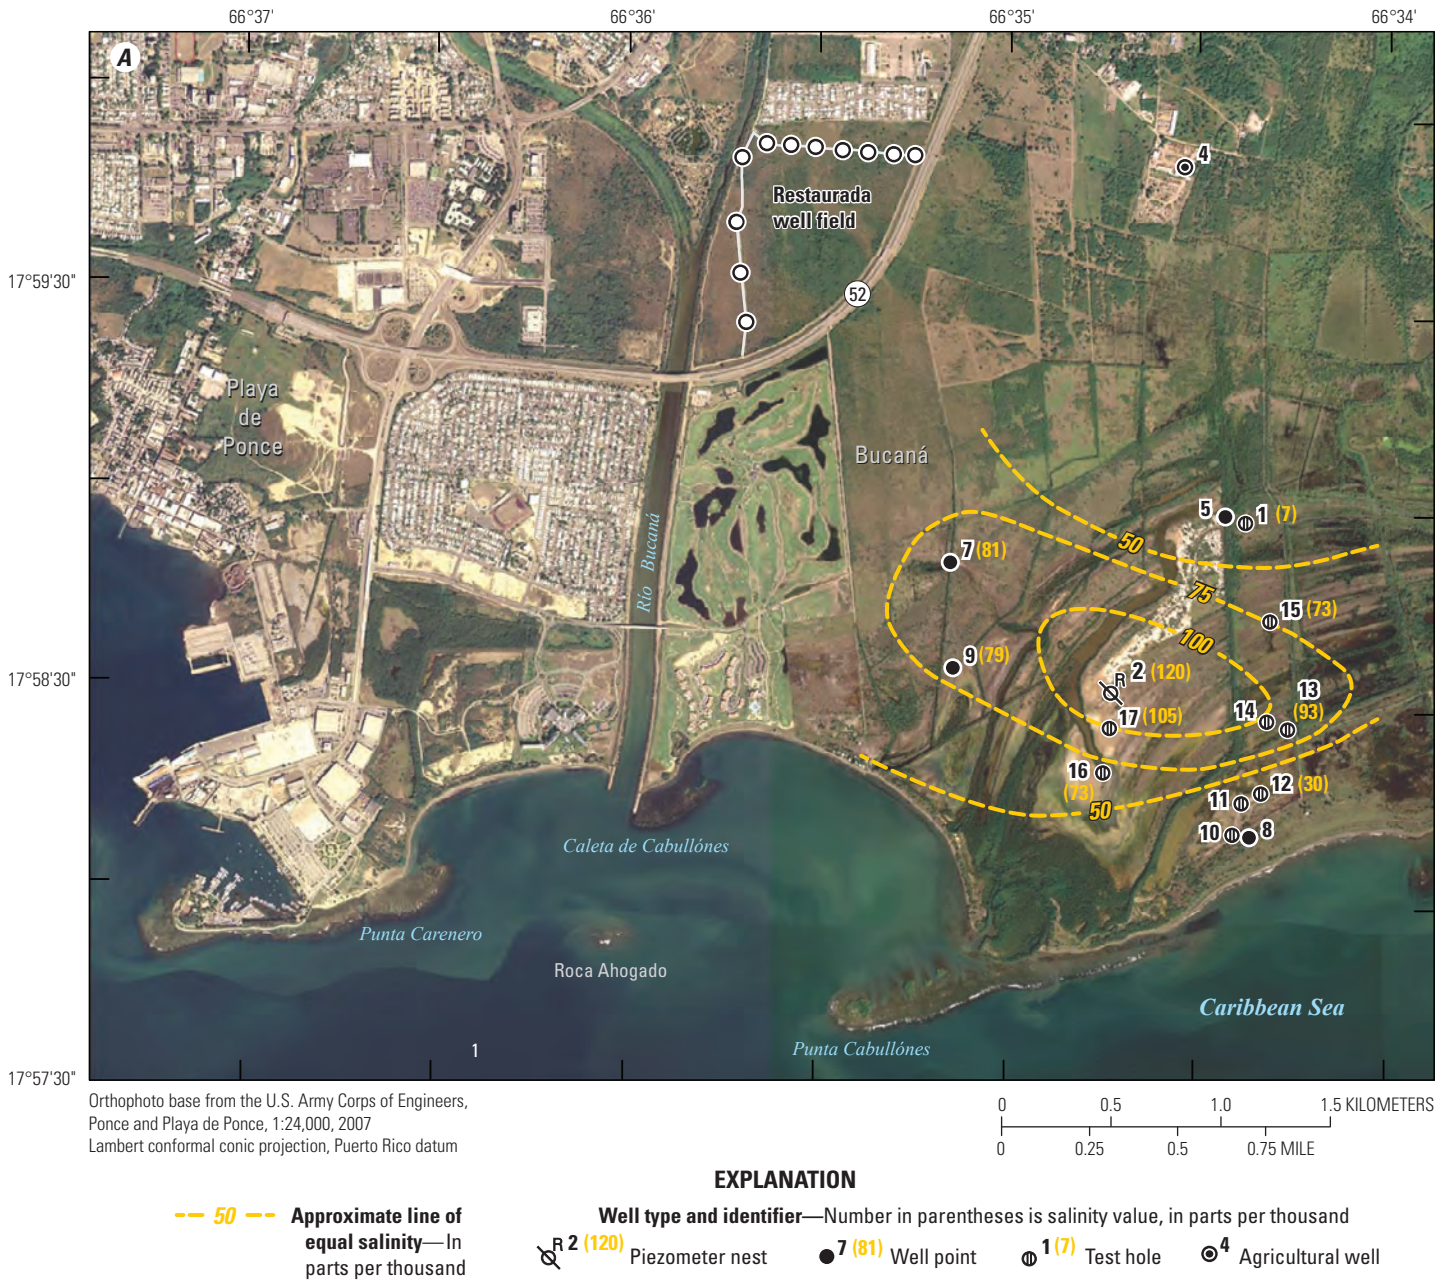 66°37'
66°36'
66°35'
66°34'
A
4
Restaurada
well field
17°59'30"
52
Playa
de
Ponce
Bucaná
5
1 (7)
50
7 (81)
Río Bucaná
75
15 (73)
100
9 (79)
2 (120)
R
17°58'30"
13
(93)
14
17 (105)
16
(73)
12 (30)
11
50
10
8
Caleta de Cabullónes
Punta Carenero
Roca Ahogado
Caribbean Sea
1
Punta Cabullónes
17°57'30"
Orthophoto base from the U.S. Army Corps of Engineers,
Ponce and Playa de Ponce, 1:24,000, 2007
Lambert conformal conic projection, Puerto Rico datum
0 0.5 1.0 1.5 KILOMETERS
0 0.25 0.5 0.75 MILE
EXPLANATION
50 Approximate line of
equal salinity—In
parts per thousand
Well type and identifier—Number in parentheses is salinity value, in parts per thousand
R 2 (120) Piezometer nest
7 (81) Well point
1 (7) Test hole
4 Agricultural well